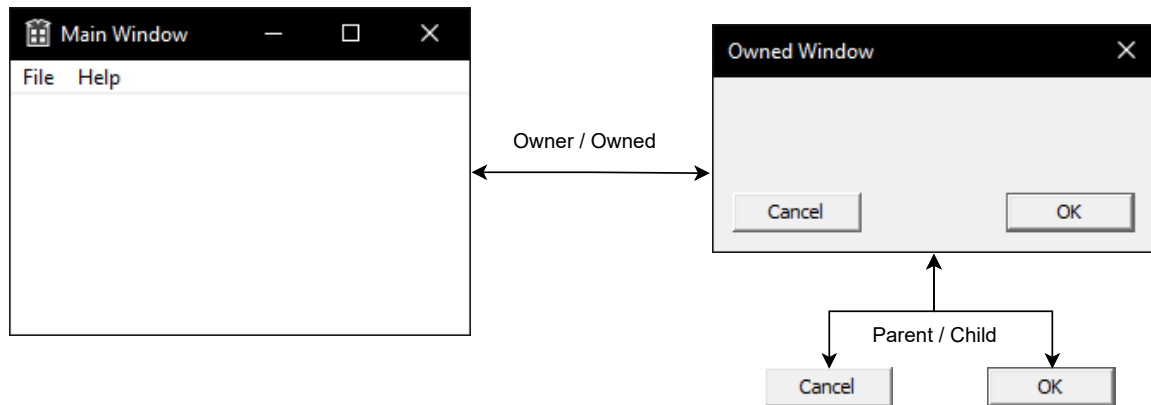 Main Window
File Help
Owner / Owned
Owned Window
Cancel OK
Parent / Child
Cancel OK